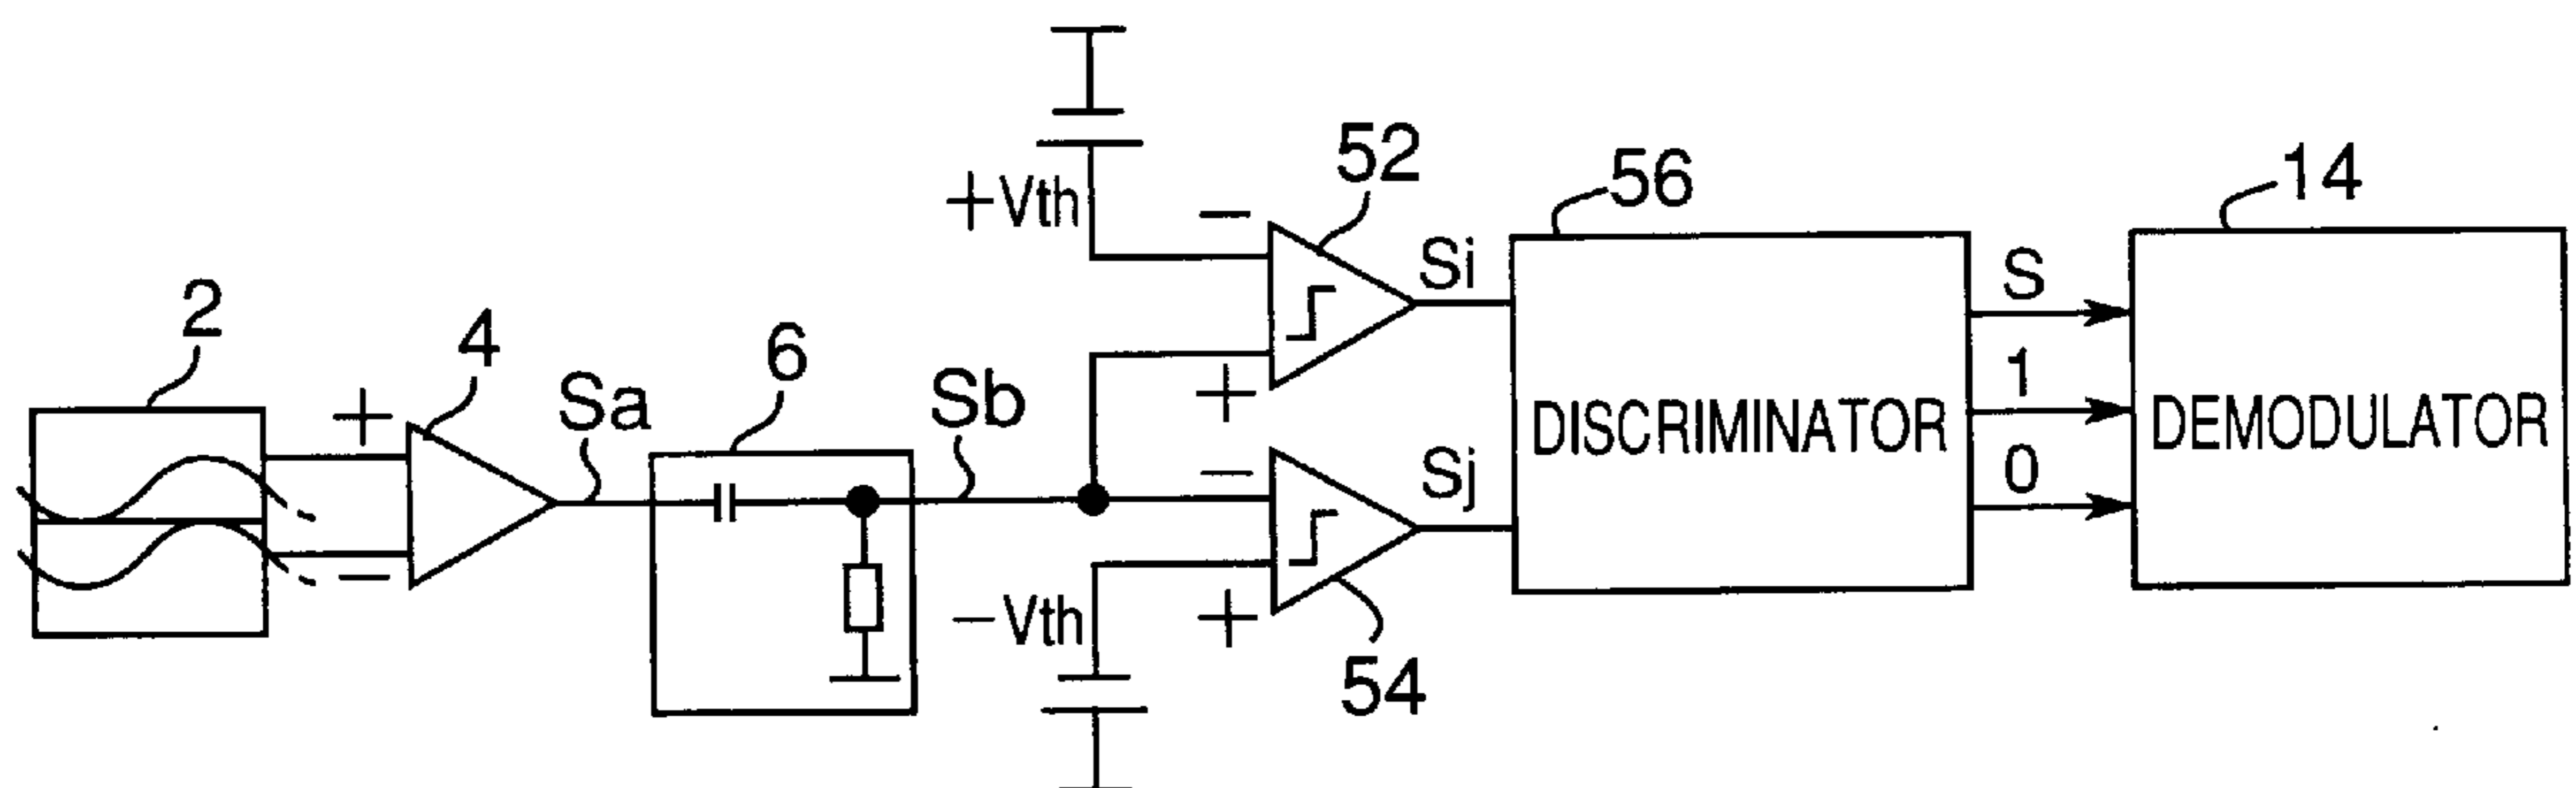 2
+
4
−
Sa
6
Sb
+Vth
−
52
+
Si
−
54
+
Sj
−Vth
56
DISCRIMINATOR
S
1
0
14
DEMODULATOR